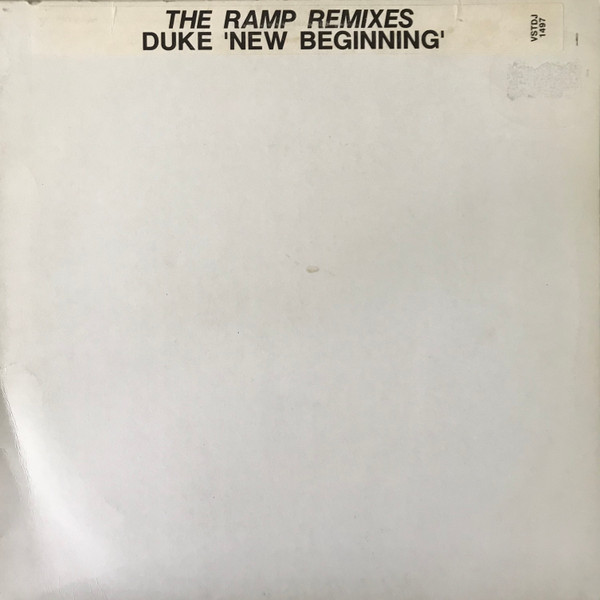 THE RAMP REMIXES
DUKE 'NEW BEGINNING'
VSTDJ
1497